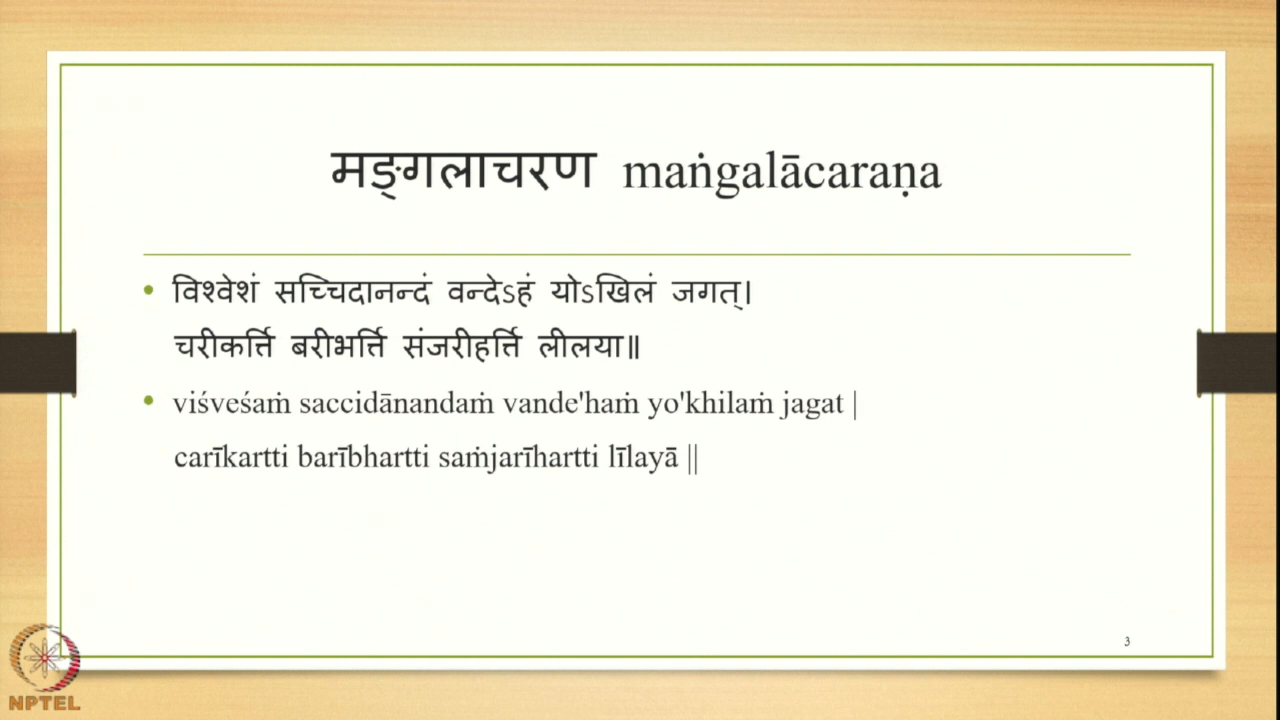 मङ्गलाचरण maṅgalācaraṇa
• विश्वेशं सच्चिदानन्दं वन्देऽहं योऽखिलं जगत्।
चरीकर्त्ति बरीभर्त्ति संजरीहर्त्ति लीलया॥
• viśveśaṁ saccidānandaṁ vande'haṁ yo'khilaṁ jagat |
carīkartti barībhartti saṁjarīhartti līlayā ||
3
NPTEL